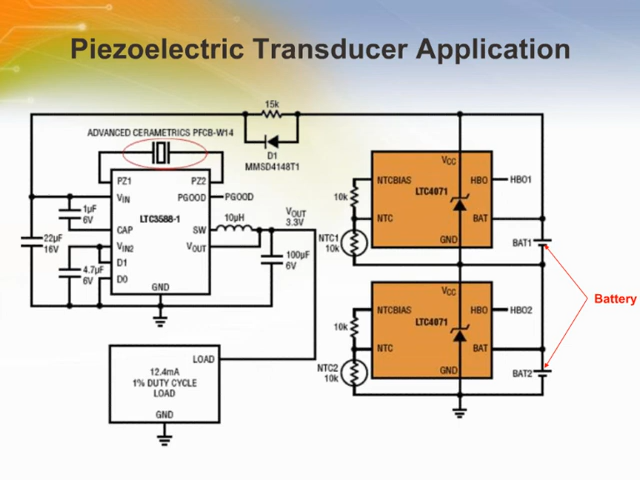 Piezoelectric Transducer Application
15k
ADVANCED CERAMETRICS PFCB-W14
D1
MMSD4148T1
PZ1
PZ2
VIN
PGOOD
PGOOD
LTC3588-1
1µF
6V
CAP
SW
10µH
VOUT
3.3V
22µF
16V
VIN2
VOUT
D1
D0
4.7µF
6V
100µF
6V
GND
LOAD
12.4mA
1% DUTY CYCLE
LOAD
GND
VCC
NTCBIAS
HBO
HBO1
LTC4071
10k
NTC
BAT
NTC1
10k
GND
BAT1
VCC
NTCBIAS
HBO
HBO2
LTC4071
10k
NTC
BAT
NTC2
10k
GND
BAT2
Battery